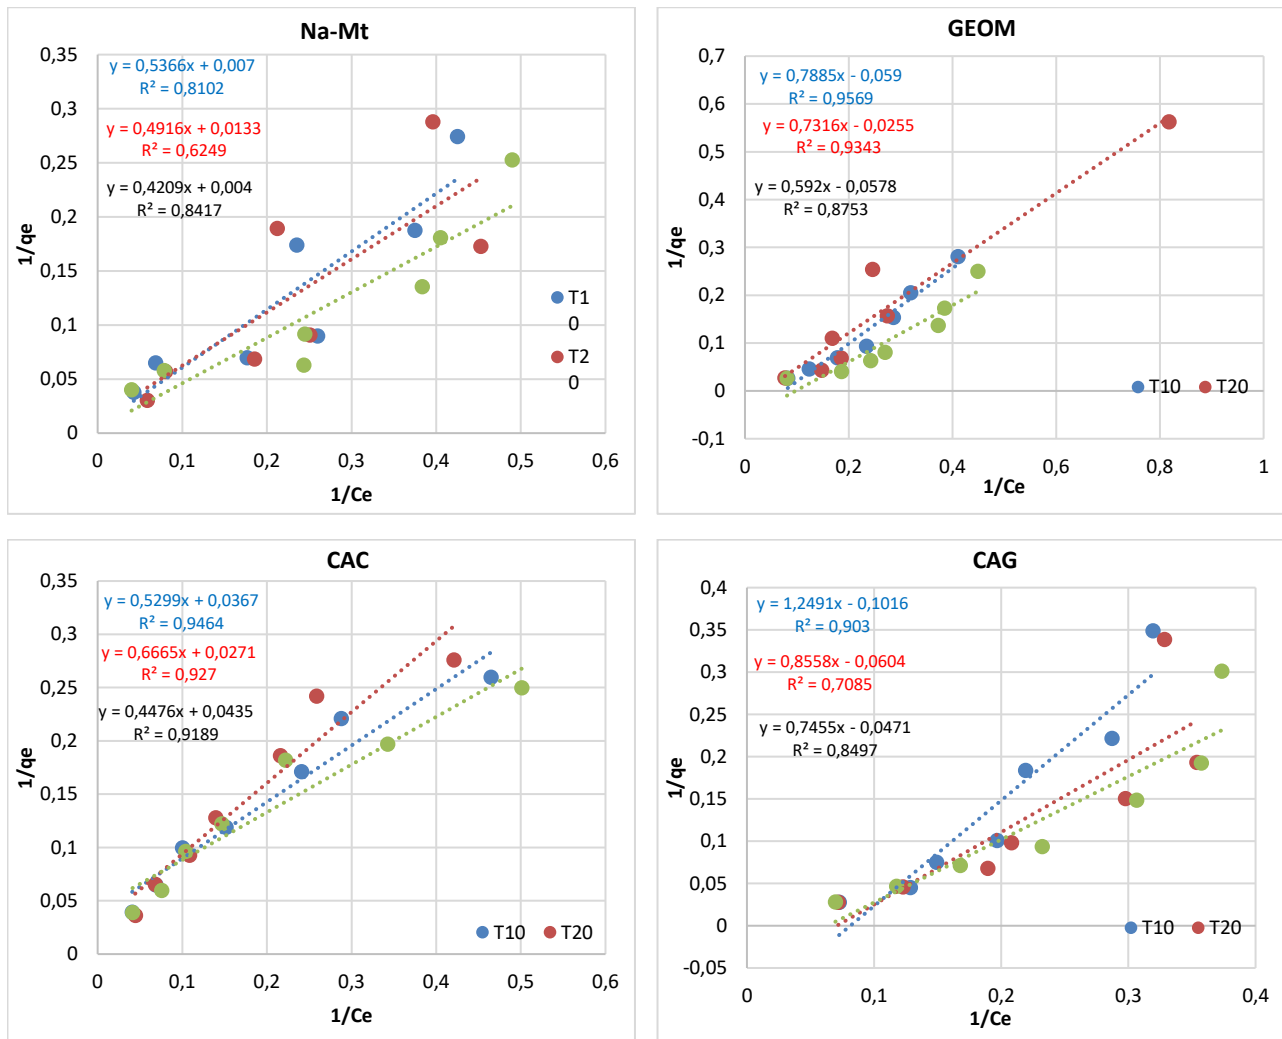 Na-Mt
0,35
0,3
0,25
0,2
0,15
0,1
0,05
0
y = 0,5366x + 0,007
R² = 0,8102
y = 0,4916x + 0,0133
R² = 0,6249
y = 0,4209x + 0,004
R² = 0,8417
1/qe
T1
0
T2
0
0 0,1 0,2 0,3 0,4 0,5 0,6
1/Ce
GEOM
0,7
0,6
0,5
0,4
0,3
0,2
0,1
0
-0,1
y = 0,7885x - 0,059
R² = 0,9569
y = 0,7316x - 0,0255
R² = 0,9343
y = 0,592x - 0,0578
R² = 0,8753
1/qe
T10 T20
0 0,2 0,4 0,6 0,8 1
1/Ce
CAC
0,35
0,3
0,25
0,2
0,15
0,1
0,05
0
y = 0,5299x + 0,0367
R² = 0,9464
y = 0,6665x + 0,0271
R² = 0,927
y = 0,4476x + 0,0435
R² = 0,9189
1/qe
T10 T20
0 0,1 0,2 0,3 0,4 0,5 0,6
1/Ce
CAG
0,4
0,35
0,3
0,25
0,2
0,15
0,1
0,05
0
-0,05
y = 1,2491x - 0,1016
R² = 0,903
y = 0,8558x - 0,0604
R² = 0,7085
y = 0,7455x - 0,0471
R² = 0,8497
1/qe
T10 T20
0 0,1 0,2 0,3 0,4
1/Ce